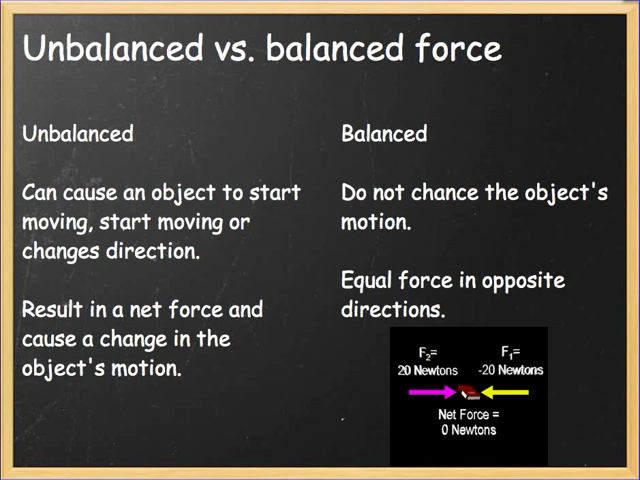 Unbalanced vs. balanced force
Unbalanced
Can cause an object to start
moving, start moving or
changes direction.
Result in a net force and
cause a change in the
object's motion.
Balanced
Do not chance the object's
motion.
Equal force in opposite
directions.
F2= F1=
20 Newtons -20 Newtons
Net Force =
0 Newtons